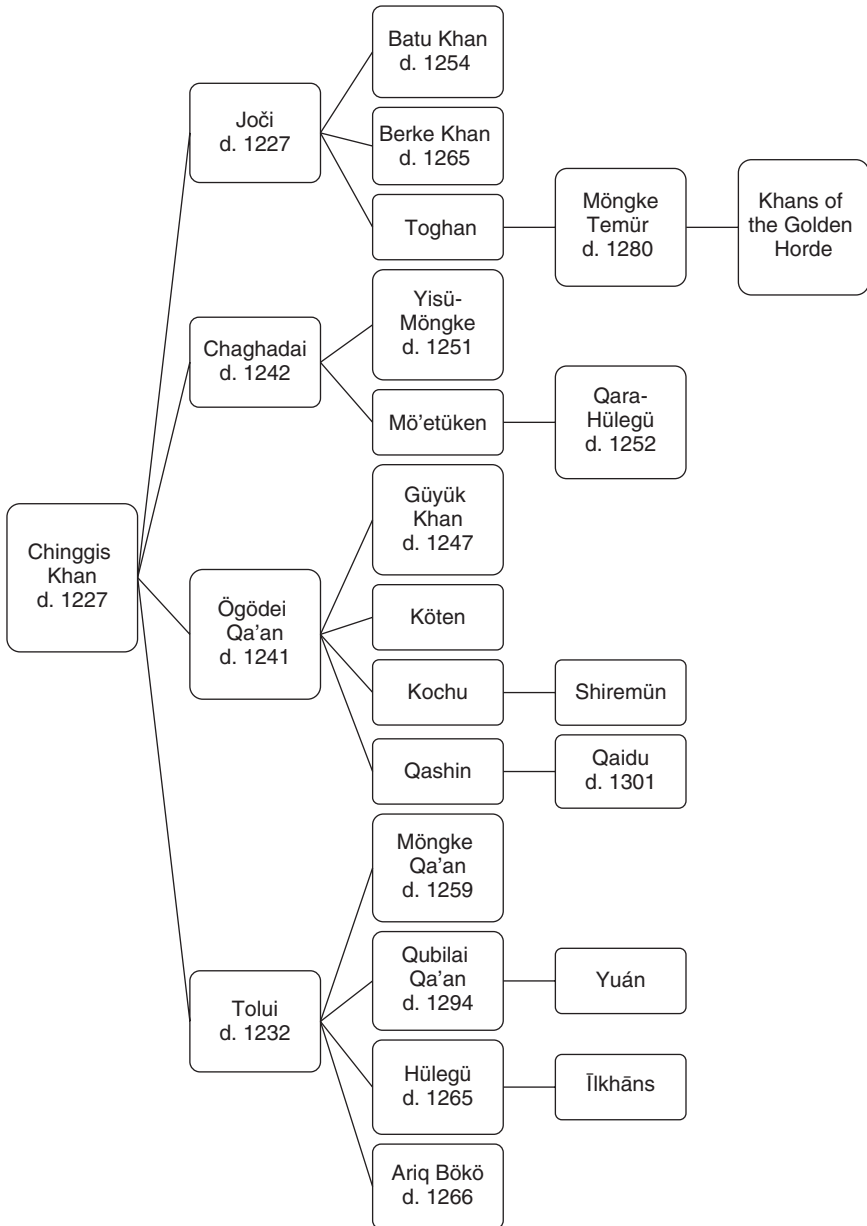 Chinggis
Khan
d. 1227
Joči
d. 1227
Batu Khan
d. 1254
Berke Khan
d. 1265
Toghan
Möngke
Temür
d. 1280
Khans of
the Golden
Horde
Chaghadai
d. 1242
Yisü-
Möngke
d. 1251
Mö’etüken
Qara-
Hülegü
d. 1252
Ögödei
Qa’an
d. 1241
Güyük
Khan
d. 1247
Köten
Kochu
Shiremün
Qashin
Qaidu
d. 1301
Tolui
d. 1232
Möngke
Qa’an
d. 1259
Qubilai
Qa’an
d. 1294
Yuán
Hülegü
d. 1265
Īlkhāns
Ariq Bökö
d. 1266